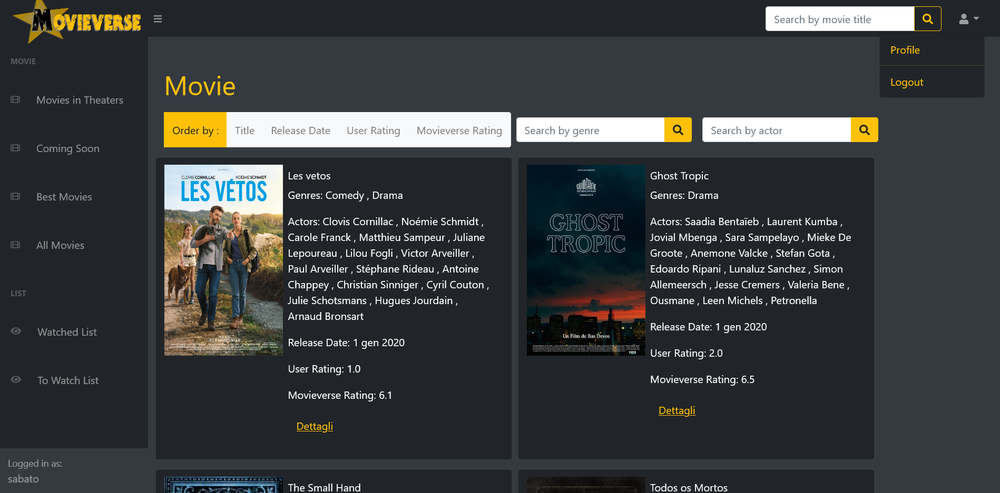 MOVIEVERSE
Search by movie title
Profile
Logout
MOVIE
Movies in Theaters
Coming Soon
Best Movies
All Movies
LIST
Watched List
To Watch List
Logged in as:
sabato
Movie
Order by :
Title
Release Date
User Rating
Movieverse Rating
Search by genre
Search by actor
CLOVIS CORNILLAC
NOÉMIE SCHMIDT
LES VÉTOS
JULIE MANOUKIAN
Les vetos
Genres: Comedy , Drama
Actors: Clovis Cornillac , Noémie Schmidt ,
Carole Franck , Matthieu Sampeur , Juliane
Lepoureau , Lilou Fogli , Victor Arveiller ,
Paul Arveiller , Stéphane Rideau , Antoine
Chappey , Christian Sinniger , Cyril Couton ,
Julie Schotsmans , Hugues Jourdain ,
Arnaud Bronsart
Release Date: 1 gen 2020
User Rating: 1.0
Movieverse Rating: 6.1
Dettagli
QUINZAINE
DES RÉALISATEURS
CANNES 2019
GHOST
TROPIC
Un Film de Bas Devos
Ghost Tropic
Genres: Drama
Actors: Saadia Bentaïeb , Laurent Kumba ,
Jovial Mbenga , Sara Sampelayo , Mieke De
Groote , Anemone Valcke , Stefan Gota ,
Edoardo Ripani , Lunaluz Sanchez , Simon
Allemeersch , Jesse Cremers , Valeria Bene ,
Ousmane , Leen Michels , Petronella
Release Date: 1 gen 2020
User Rating: 2.0
Movieverse Rating: 6.5
Dettagli
The Small Hand
Todos os Mortos